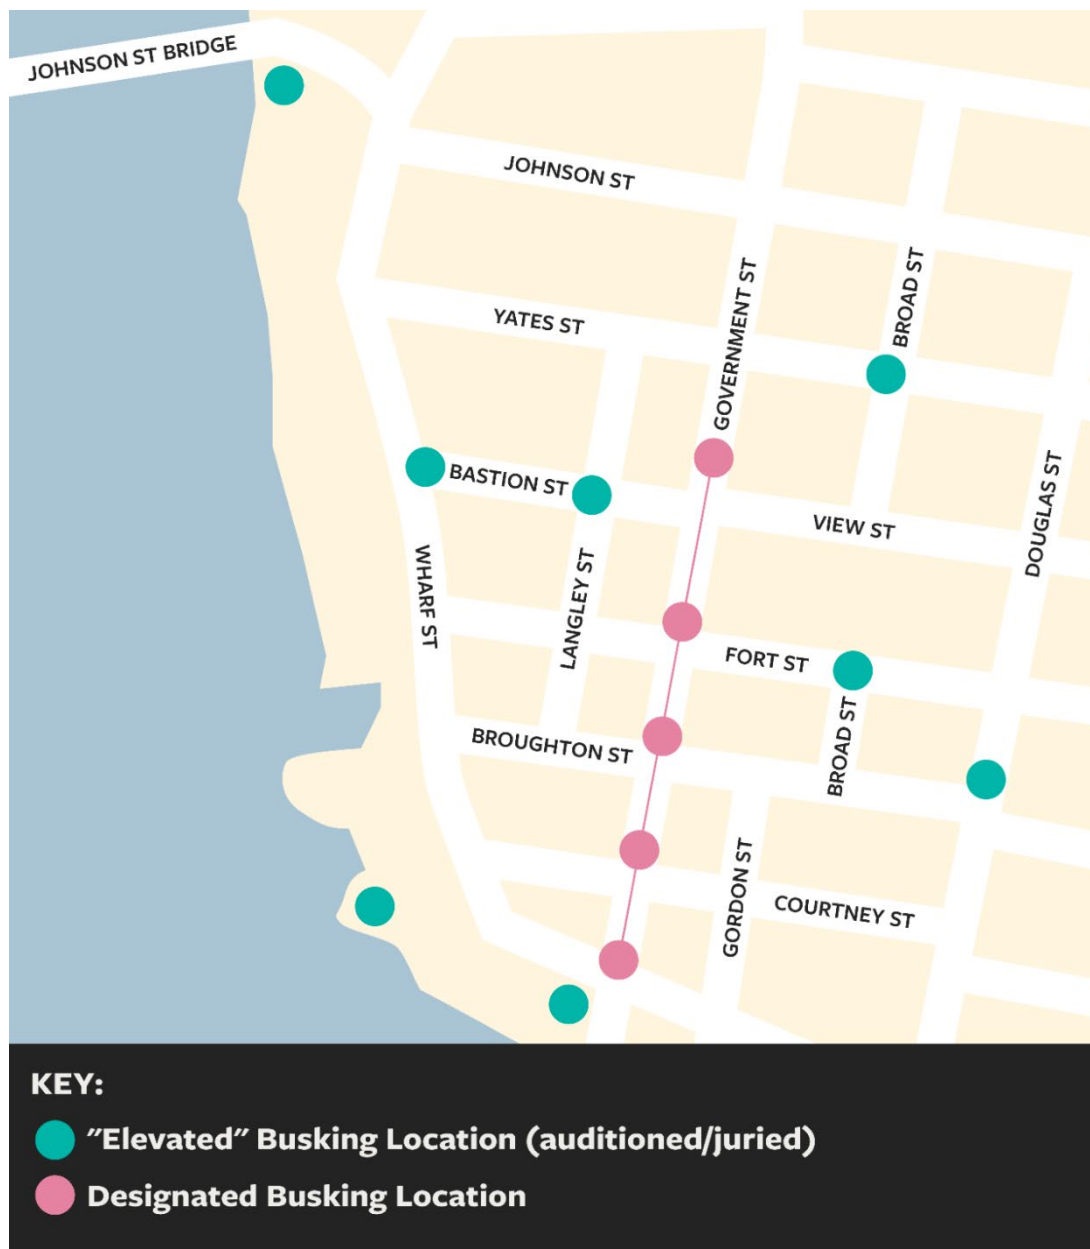 JOHNSON ST BRIDGE
JOHNSON ST
BROAD ST
GOVERNMENT ST
YATES ST
DOUGLAS ST
BASTION ST
VIEW ST
WHARF ST
LANGLEY ST
FORT ST
BROAD ST
BROUGHTON ST
GORDON ST
COURTNEY ST
KEY:
"Elevated" Busking Location (auditioned/juried)
Designated Busking Location